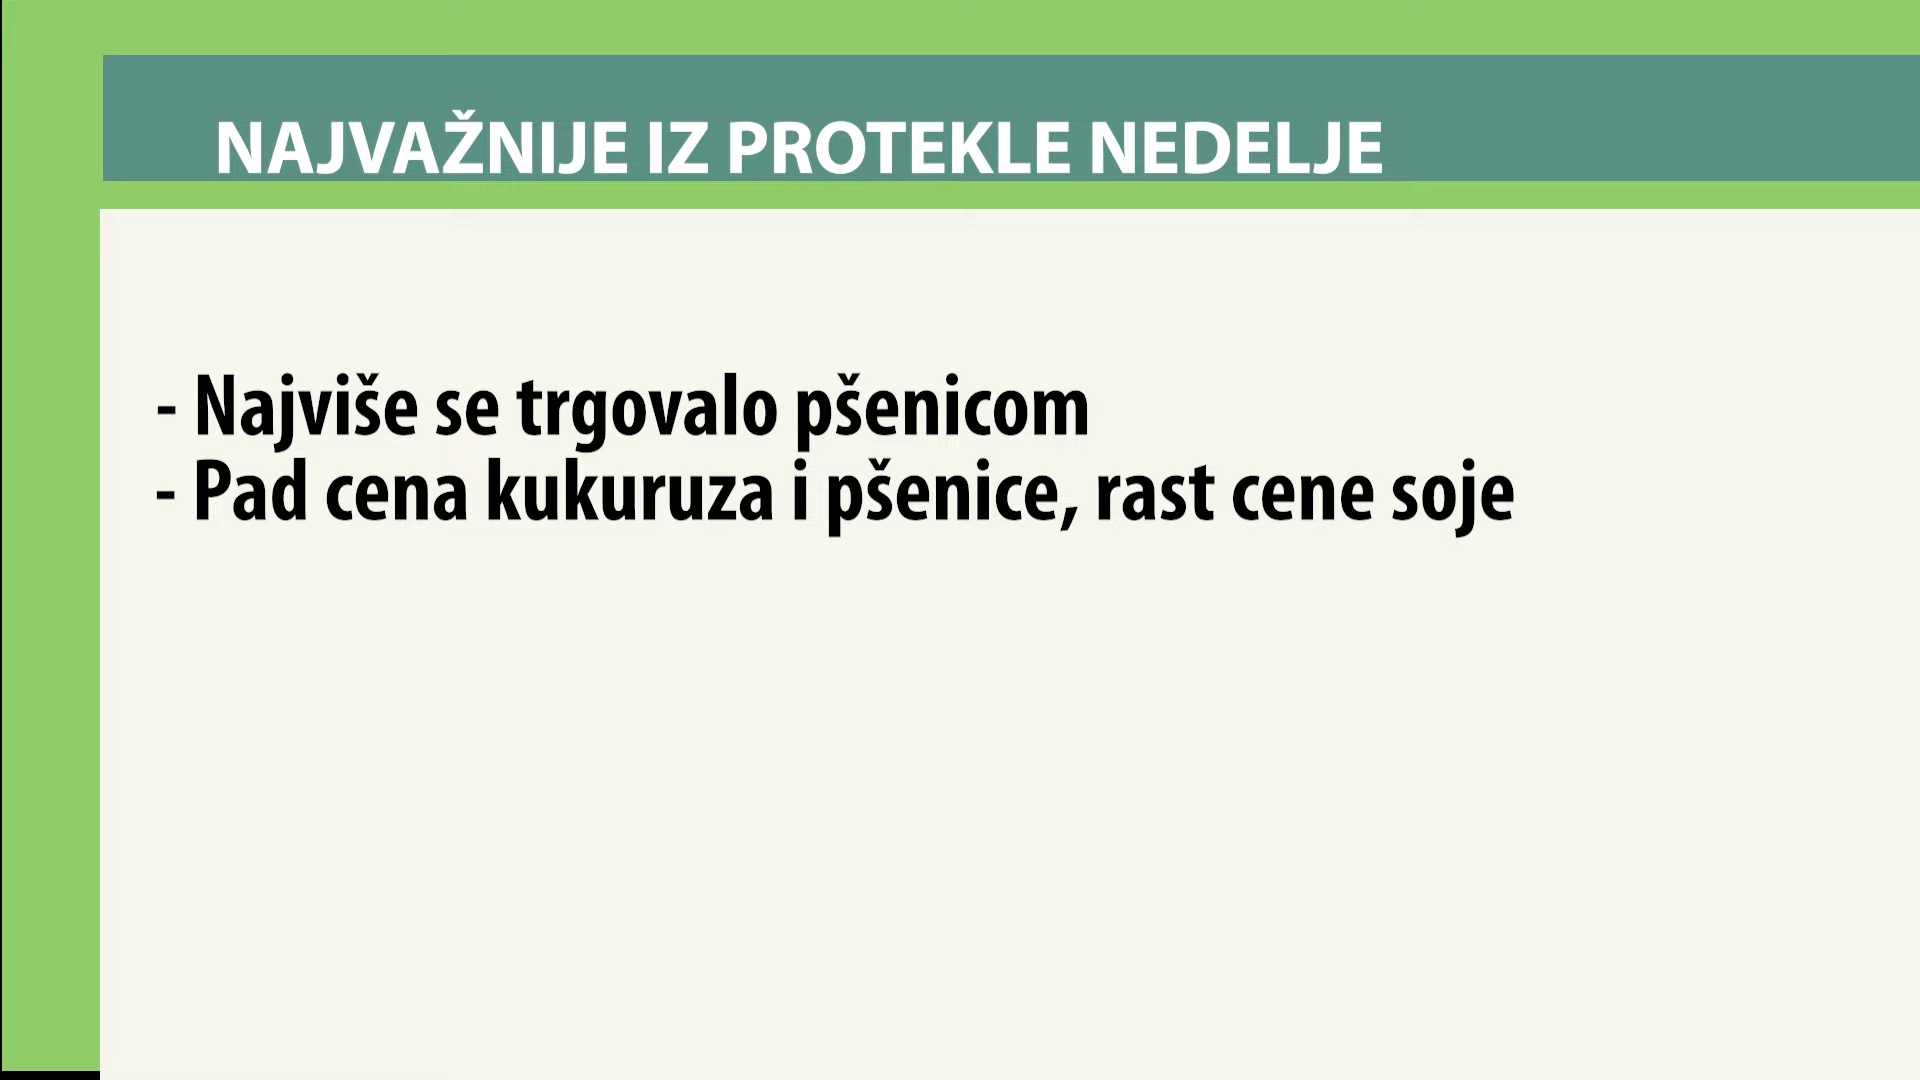 NAJVAŽNIJE IZ PROTEKLE NEDELJE
- Najviše se trgovalo pšenicom
- Pad cena kukuruza i pšenice, rast cene soje